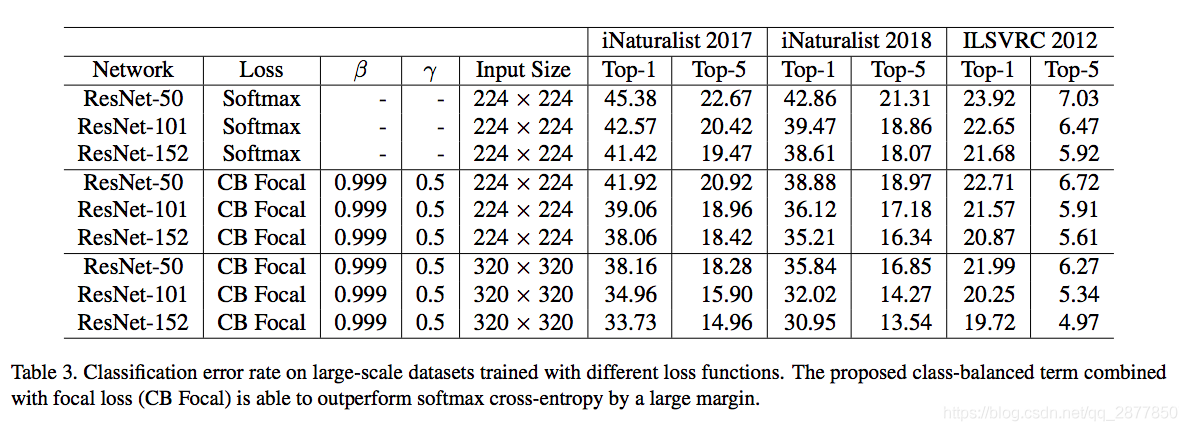 iNaturalist 2017 iNaturalist 2018 ILSVRC 2012
Network Loss β γ Input Size Top-1 Top-5 Top-1 Top-5 Top-1 Top-5
ResNet-50 Softmax - - 224 × 224 45.38 22.67 42.86 21.31 23.92 7.03
ResNet-101 Softmax - - 224 × 224 42.57 20.42 39.47 18.86 22.65 6.47
ResNet-152 Softmax - - 224 × 224 41.42 19.47 38.61 18.07 21.68 5.92
ResNet-50 CB Focal 0.999 0.5 224 × 224 41.92 20.92 38.88 18.97 22.71 6.72
ResNet-101 CB Focal 0.999 0.5 224 × 224 39.06 18.96 36.12 17.18 21.57 5.91
ResNet-152 CB Focal 0.999 0.5 224 × 224 38.06 18.42 35.21 16.34 20.87 5.61
ResNet-50 CB Focal 0.999 0.5 320 × 320 38.16 18.28 35.84 16.85 21.99 6.27
ResNet-101 CB Focal 0.999 0.5 320 × 320 34.96 15.90 32.02 14.27 20.25 5.34
ResNet-152 CB Focal 0.999 0.5 320 × 320 33.73 14.96 30.95 13.54 19.72 4.97
Table 3. Classification error rate on large-scale datasets trained with different loss functions. The proposed class-balanced term combined
with focal loss (CB Focal) is able to outperform softmax cross-entropy by a large margin.
https://blog.csdn.net/qq_2877850